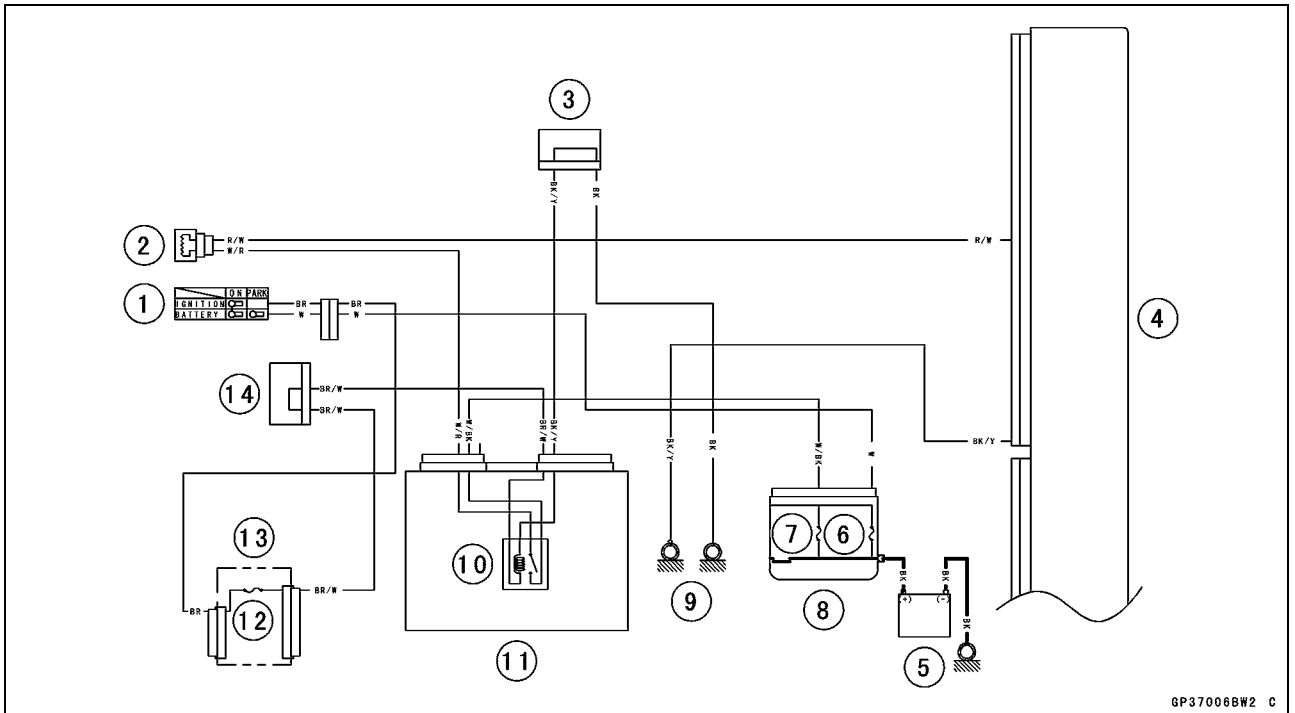 3
BK/Y
BK
2
R/W
W/R
R/W
1
ON PARK
IGNITION
BATTERY
BR
W
BR
W
4
14
BR/W
BR/W
W/R
W/BK
BR/W
BK/Y
BK/Y
BK
W/BK
W
BK/Y
13
10
7
6
BK
BK
(+)
(-)
BK
BR
12
BR/W
9
8
11
5
GP37006BW2 C